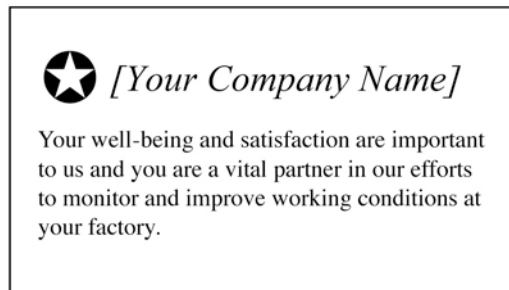 [Your Company Name]
Your well-being and satisfaction are important
to us and you are a vital partner in our efforts
to monitor and improve working conditions at
your factory.